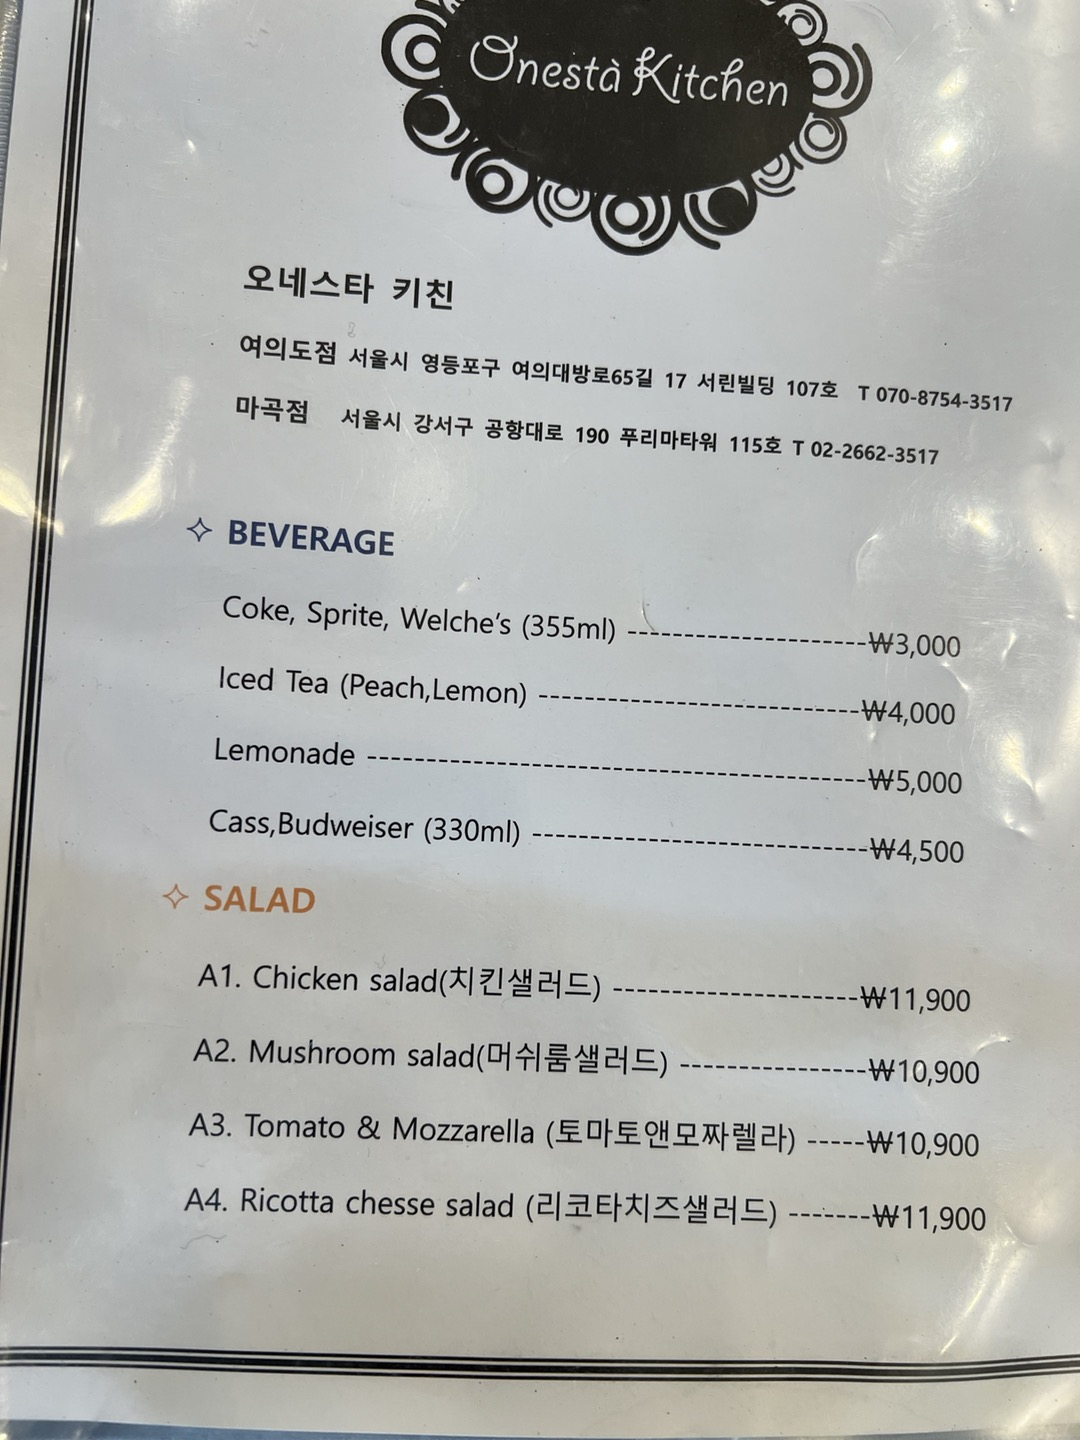 Onestà Kitchen
오네스타 키친
여의도점 서울시 영등포구 여의대방로65길 17 서린빌딩 107호 T 070-8754-3517
마곡점 서울시 강서구 공항대로 190 푸리마타워 115호 T 02-2662-3517
✧ BEVERAGE
Coke, Sprite, Welche's (355ml) --------------------₩3,000
Iced Tea (Peach,Lemon) ---------------------------₩4,000
Lemonade ------------------------------------------₩5,000
Cass,Budweiser (330ml) -----------------------------₩4,500
✧ SALAD
A1. Chicken salad(치킨샐러드) ---------------------₩11,900
A2. Mushroom salad(머쉬룸샐러드) ----------------₩10,900
A3. Tomato & Mozzarella (토마토앤모짜렐라) -----₩10,900
A4. Ricotta chesse salad (리코타치즈샐러드) -------₩11,900